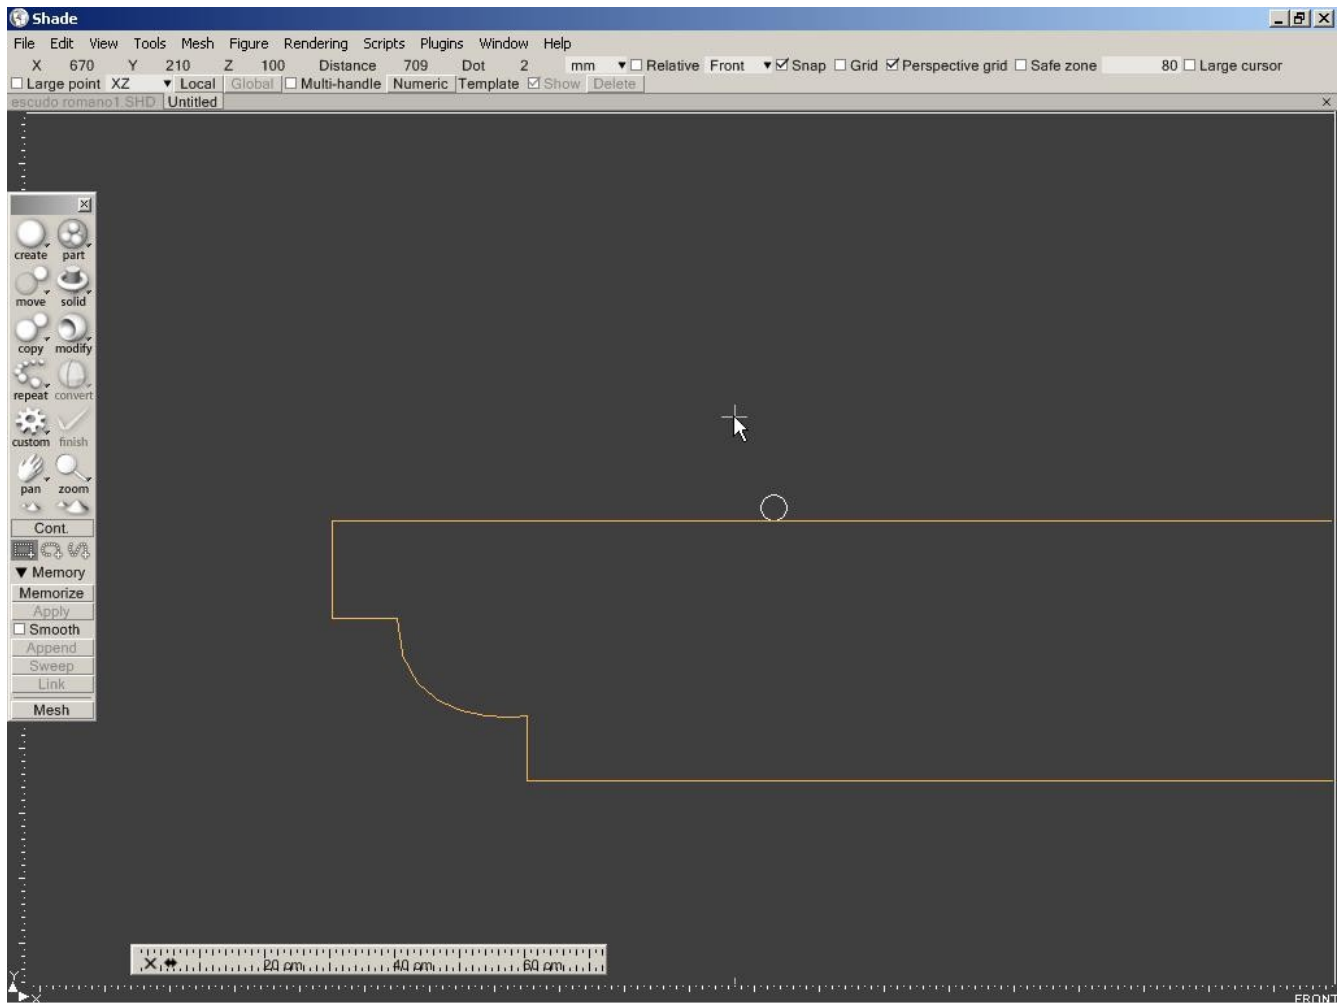 Shade
File Edit View Tools Mesh Figure Rendering Scripts Plugins Window Help
X 670 Y 210 Z 100 Distance 709 Dot 2 mm Relative Front Snap Grid Perspective grid Safe zone 80 Large cursor
Large point XZ Local Global Multi-handle Numeric Template Show Delete
escudo romano1.SHD Untitled
create part
move solid
copy modify
repeat convert
custom finish
pan zoom
Cont.
Memory
Memorize
Apply
Smooth
Append
Sweep
Link
Mesh
20 cm 40 cm 60 cm
Y
X
FRONT